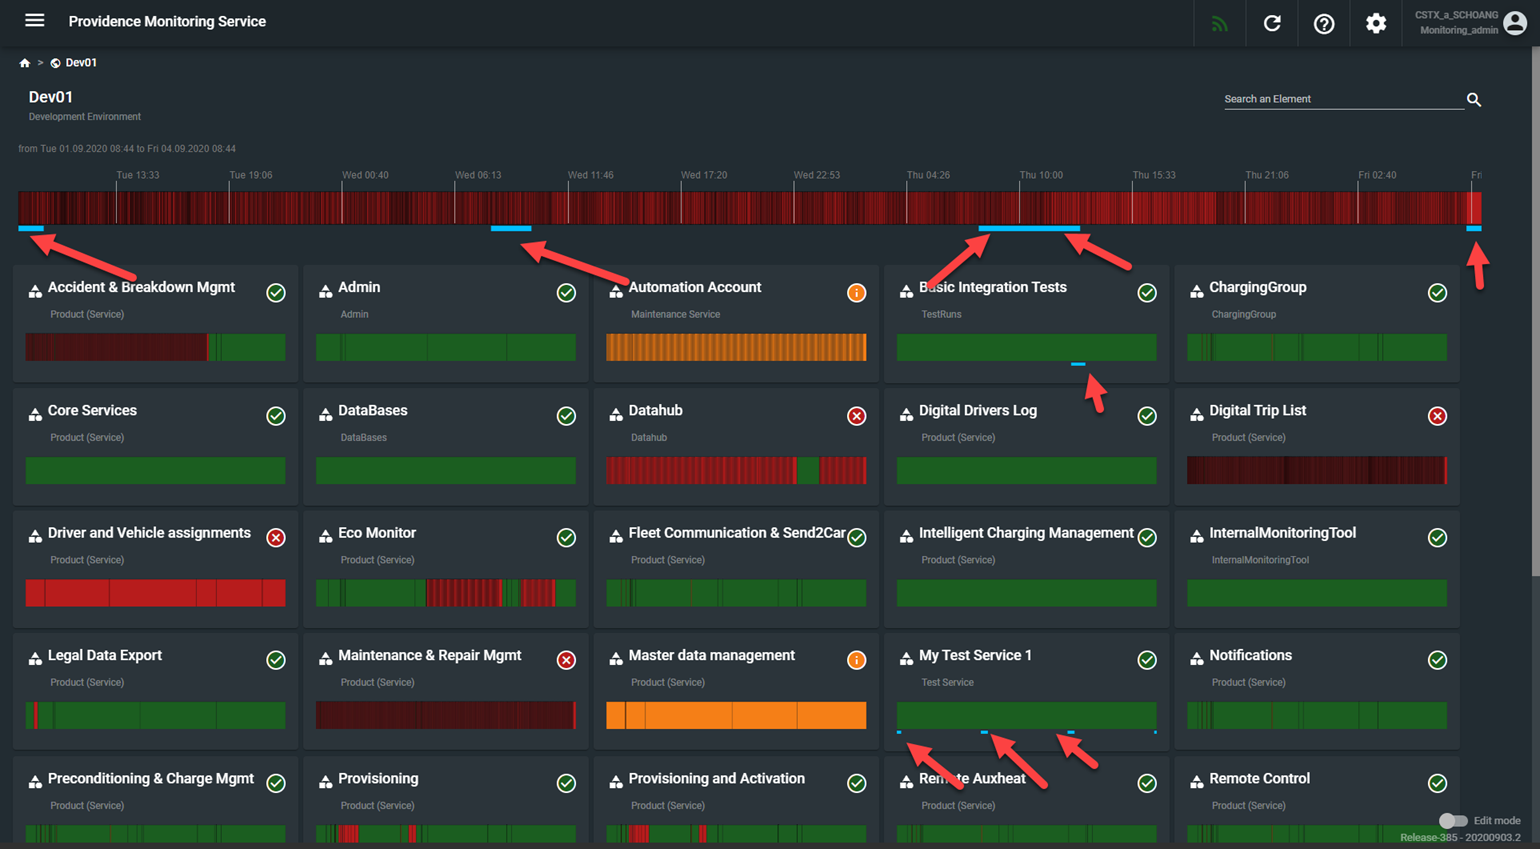 Providence Monitoring Service
CSTX_a_SCHOANG
Monitoring_admin
> Dev01
Dev01
Development Environment
Search an Element
from Tue 01.09.2020 08:44 to Fri 04.09.2020 08:44
Tue 13:33 Tue 19:06 Wed 00:40 Wed 06:13 Wed 11:46 Wed 17:20 Wed 22:53 Thu 04:26 Thu 10:00 Thu 15:33 Thu 21:06 Fri 02:40 Fri
Accident & Breakdown Mgmt
Product (Service)
Admin
Admin
Automation Account
Maintenance Service
Basic Integration Tests
TestRuns
ChargingGroup
ChargingGroup
Core Services
Product (Service)
DataBases
DataBases
Datahub
Datahub
Digital Drivers Log
Product (Service)
Digital Trip List
Product (Service)
Driver and Vehicle assignments
Product (Service)
Eco Monitor
Product (Service)
Fleet Communication & Send2Car
Product (Service)
Intelligent Charging Management
Product (Service)
InternalMonitoringTool
InternalMonitoringTool
Legal Data Export
Product (Service)
Maintenance & Repair Mgmt
Product (Service)
Master data management
Product (Service)
My Test Service 1
Test Service
Notifications
Product (Service)
Preconditioning & Charge Mgmt
Product (Service)
Provisioning
Product (Service)
Provisioning and Activation
Product (Service)
Remote Auxheat
Product (Service)
Remote Control
Product (Service)
Edit mode
Release-385 - 20200903.2